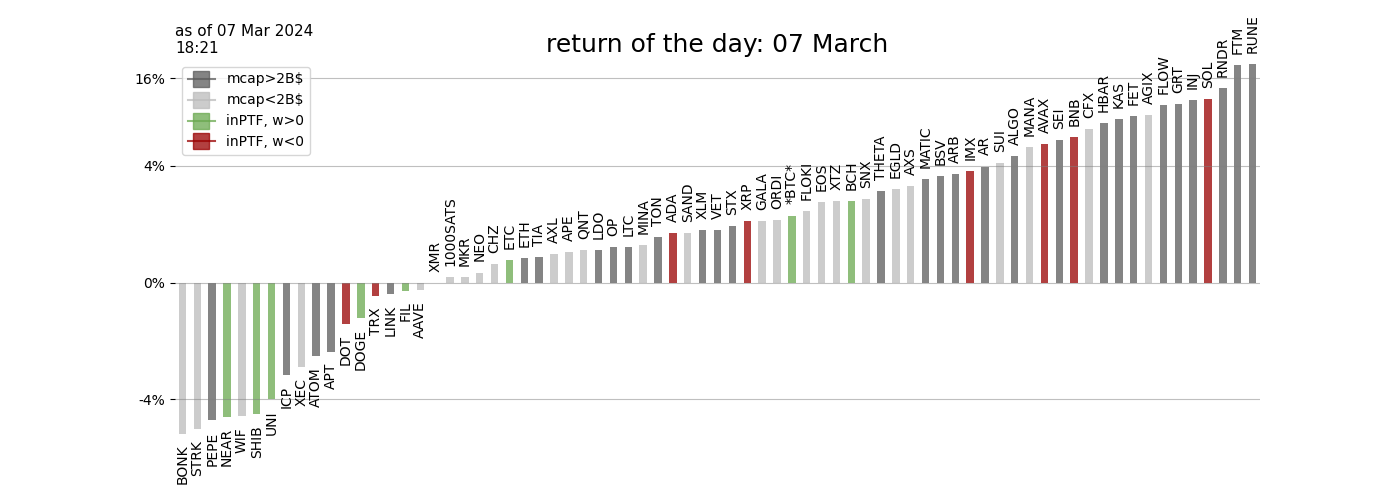 as of 07 Mar 2024
18:21
return of the day: 07 March
mcap>2B$
mcap<2B$
inPTF, w>0
inPTF, w<0
16%
4%
0%
-4%
BONK
STRK
PEPE
NEAR
WIF
SHIB
UNI
ICP
XEC
ATOM
APT
DOT
DOGE
TRX
LINK
FIL
AAVE
XMR
1000SATS
MKR
NEO
CHZ
ETC
ETH
TIA
AXL
APE
QNT
LDO
OP
LTC
MINA
TON
ADA
SAND
XLM
VET
STX
XRP
GALA
ORDI
*BTC*
FLOKI
EOS
XTZ
BCH
SNX
THETA
EGLD
AXS
MATIC
BSV
ARB
IMX
AR
SUI
ALGO
MANA
AVAX
SEI
BNB
CFX
HBAR
KAS
FET
AGIX
FLOW
GRT
INJ
SOL
RNDR
FTM
RUNE